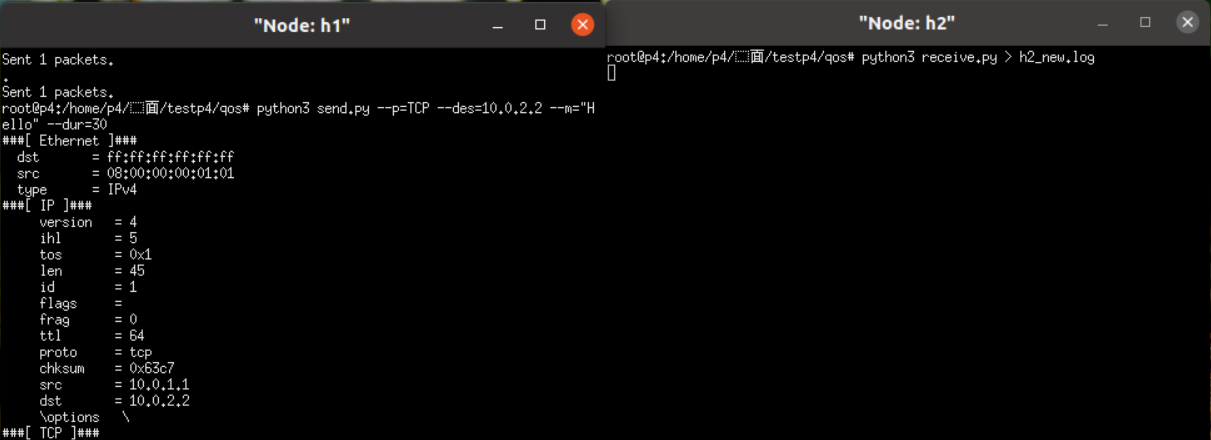 "Node: h1"
Sent 1 packets.
.
Sent 1 packets.
root@p4:/home/p4/面/testp4/qos# python3 send.py --p=TCP --des=10.0.2.2 --m="H
ello" --dur=30
###[ Ethernet ]###
  dst       = ff:ff:ff:ff:ff:ff
  src       = 08:00:00:00:01:01
  type      = IPv4
###[ IP ]###
     version   = 4
     ihl       = 5
     tos       = 0x1
     len       = 45
     id        = 1
     flags     =
     frag      = 0
     ttl       = 64
     proto     = tcp
     chksum    = 0x63c7
     src       = 10.0.1.1
     dst       = 10.0.2.2
     \options   \
###[ TCP ]###
"Node: h2"
root@p4:/home/p4/面/testp4/qos# python3 receive.py > h2_new.log